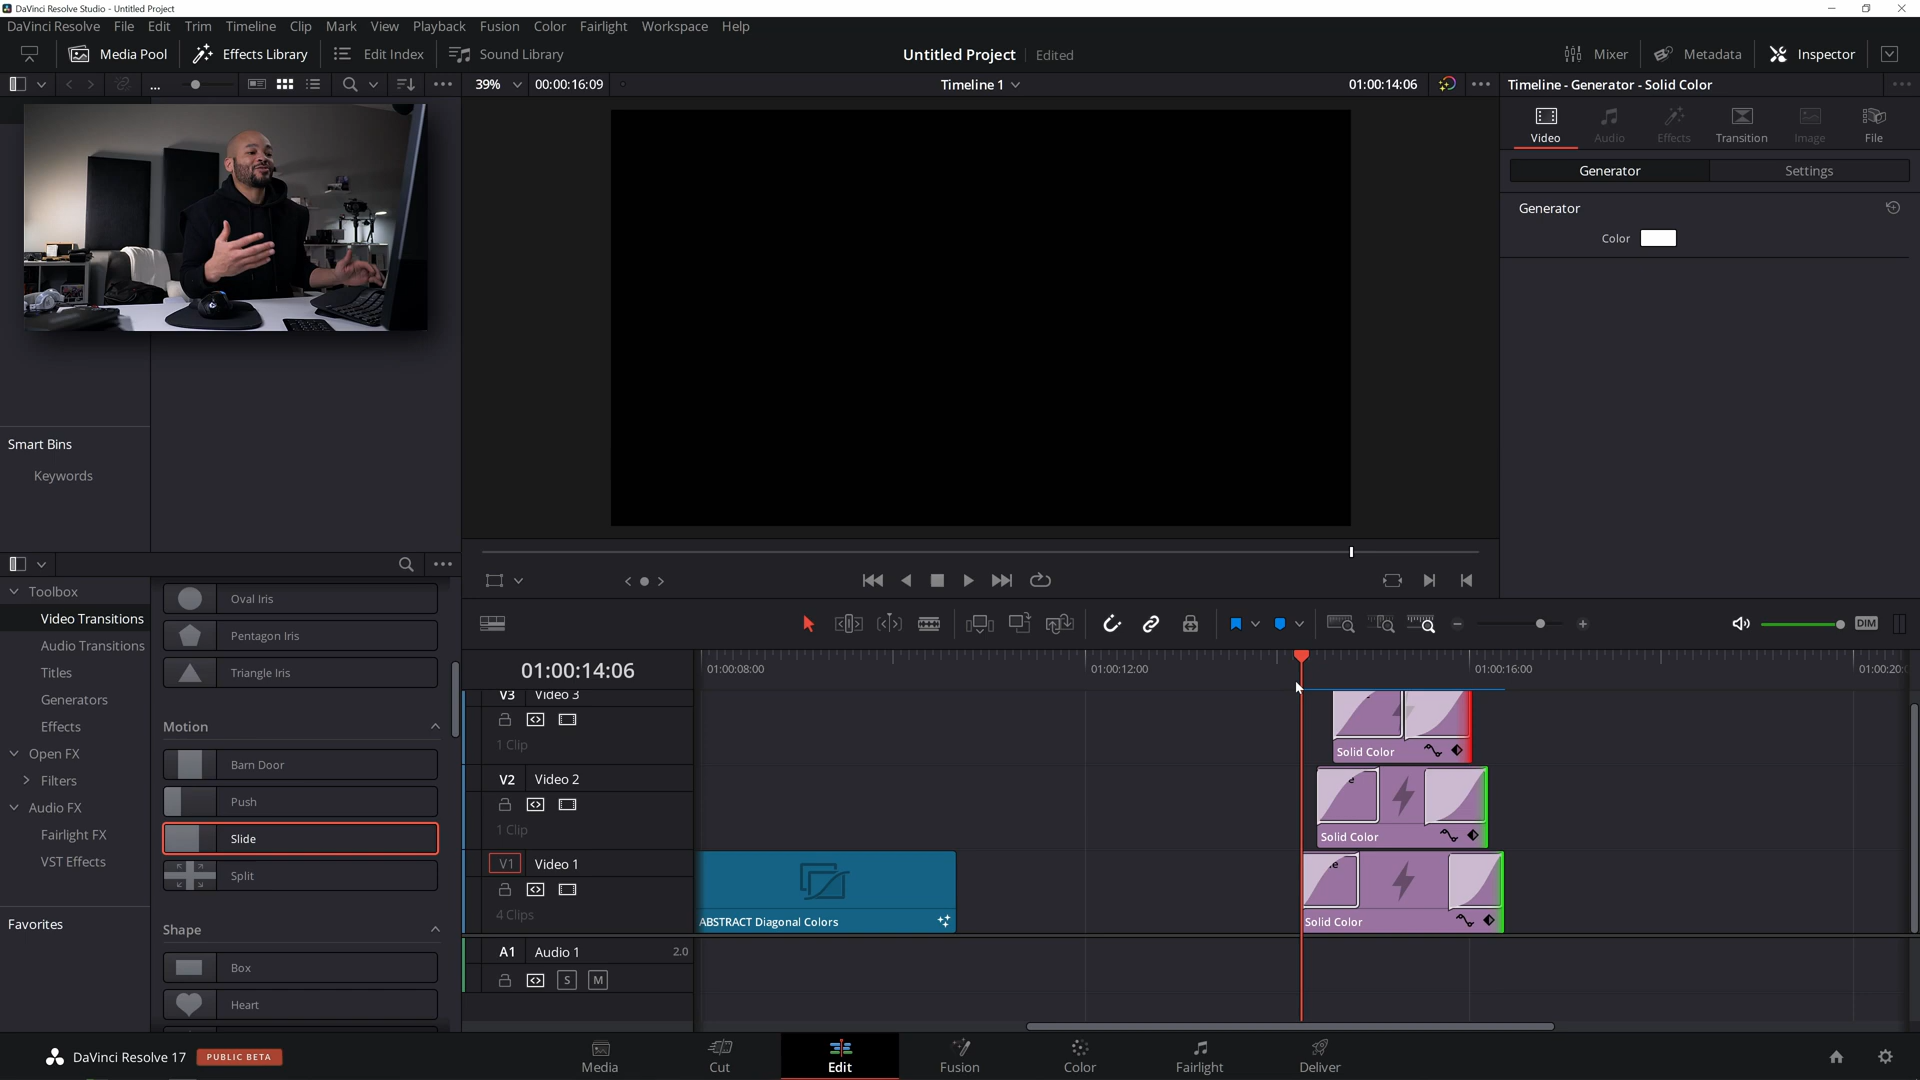 DaVinci Resolve Studio - Untitled Project
DaVinci Resolve File Edit Trim Timeline Clip Mark View Playback Fusion Color Fairlight Workspace Help
Media Pool Effects Library Edit Index Sound Library Untitled Project Edited Mixer Metadata Inspector
... 39% 00:00:16:09 Timeline 1 01:00:14:06 Timeline - Generator - Solid Color
Video Audio Effects Transition Image File
Generator Settings
Generator
Color
Smart Bins
Keywords
Toolbox
Video Transitions
Audio Transitions
Titles
Generators
Effects
Open FX
Filters
Audio FX
Fairlight FX
VST Effects
Favorites
Oval Iris
Pentagon Iris
Triangle Iris
Motion
Barn Door
Push
Slide
Split
Shape
Box
Heart
DIM
01:00:14:06 01:00:08:00 01:00:12:00 01:00:16:00 01:00:20:
V3 Video 3
1 Clip
Solid Color
V2 Video 2
1 Clip
Solid Color
V1 Video 1
4 Clips
ABSTRACT Diagonal Colors Solid Color
A1 Audio 1 2.0
S M
DaVinci Resolve 17 PUBLIC BETA Media Cut Edit Fusion Color Fairlight Deliver